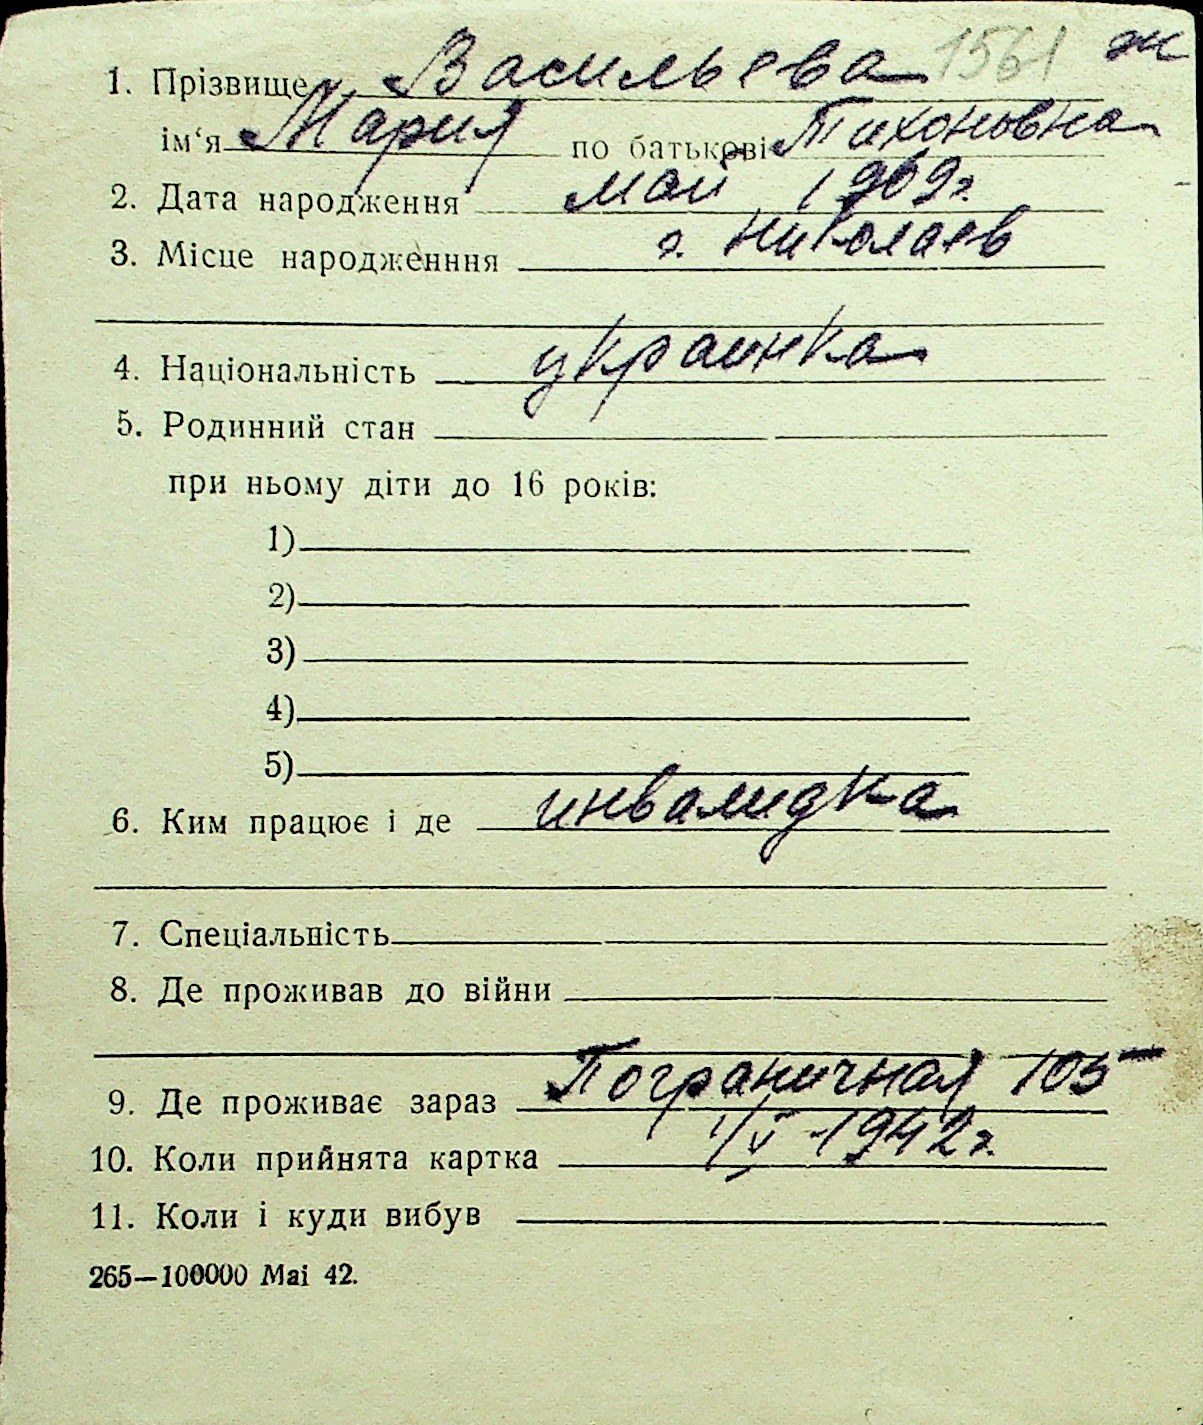 1. Прізвище Васильева 1561 ж
ім‘я Мария по батькові Тихоновна
2. Дата народження май 1909 г.
3. Місце народженння г. Николаев
4. Національність украинка
5. Родинний стан
при ньому діти до 16 років:
1)
2)
3)
4)
5)
6. Ким працює і де инвалидка
7. Спеціальність
8. Де проживав до війни
9. Де проживає зараз Пограничная 105
10. Коли прийнята картка 1/V-1942 г.
11. Коли і куди вибув
265—100000 Mai 42.